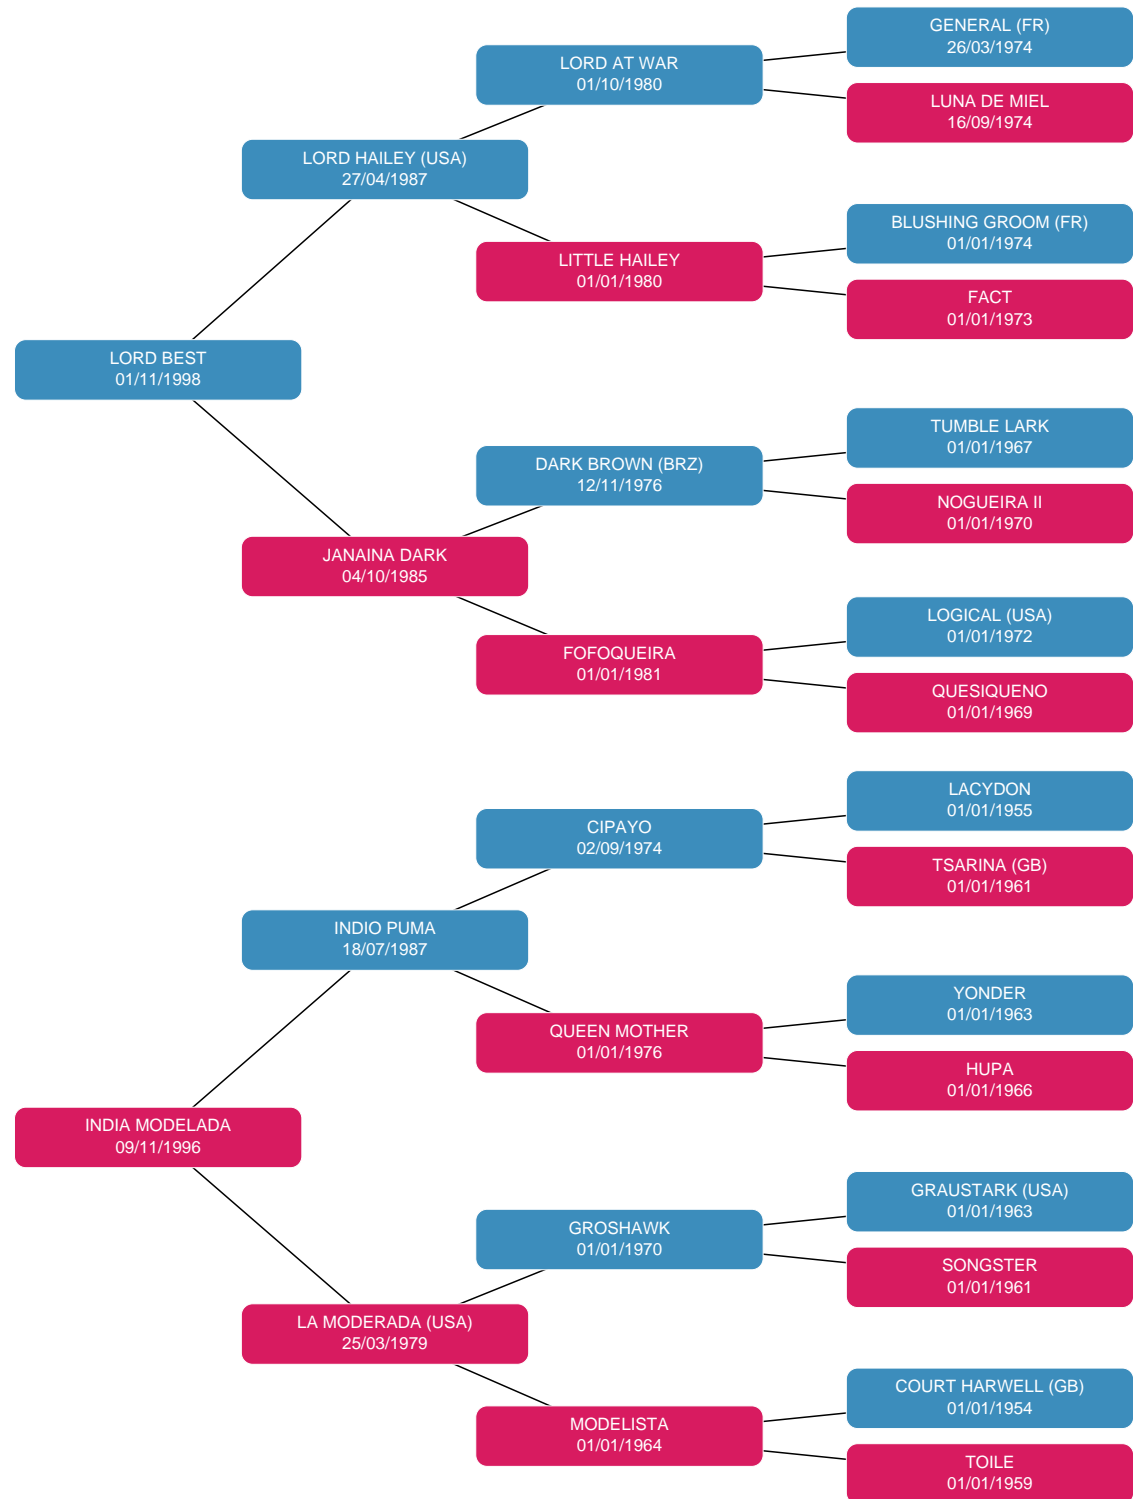 GENERAL (FR)
26/03/1974
LORD AT WAR
01/10/1980
LUNA DE MIEL
16/09/1974
LORD HAILEY (USA)
27/04/1987
BLUSHING GROOM (FR)
01/01/1974
LITTLE HAILEY
01/01/1980
FACT
01/01/1973
LORD BEST
01/11/1998
TUMBLE LARK
01/01/1967
DARK BROWN (BRZ)
12/11/1976
NOGUEIRA II
01/01/1970
JANAINA DARK
04/10/1985
LOGICAL (USA)
01/01/1972
FOFOQUEIRA
01/01/1981
QUESIQUENO
01/01/1969
LACYDON
01/01/1955
CIPAYO
02/09/1974
TSARINA (GB)
01/01/1961
INDIO PUMA
18/07/1987
YONDER
01/01/1963
QUEEN MOTHER
01/01/1976
HUPA
01/01/1966
INDIA MODELADA
09/11/1996
GRAUSTARK (USA)
01/01/1963
GROSHAWK
01/01/1970
SONGSTER
01/01/1961
LA MODERADA (USA)
25/03/1979
COURT HARWELL (GB)
01/01/1954
MODELISTA
01/01/1964
TOILE
01/01/1959